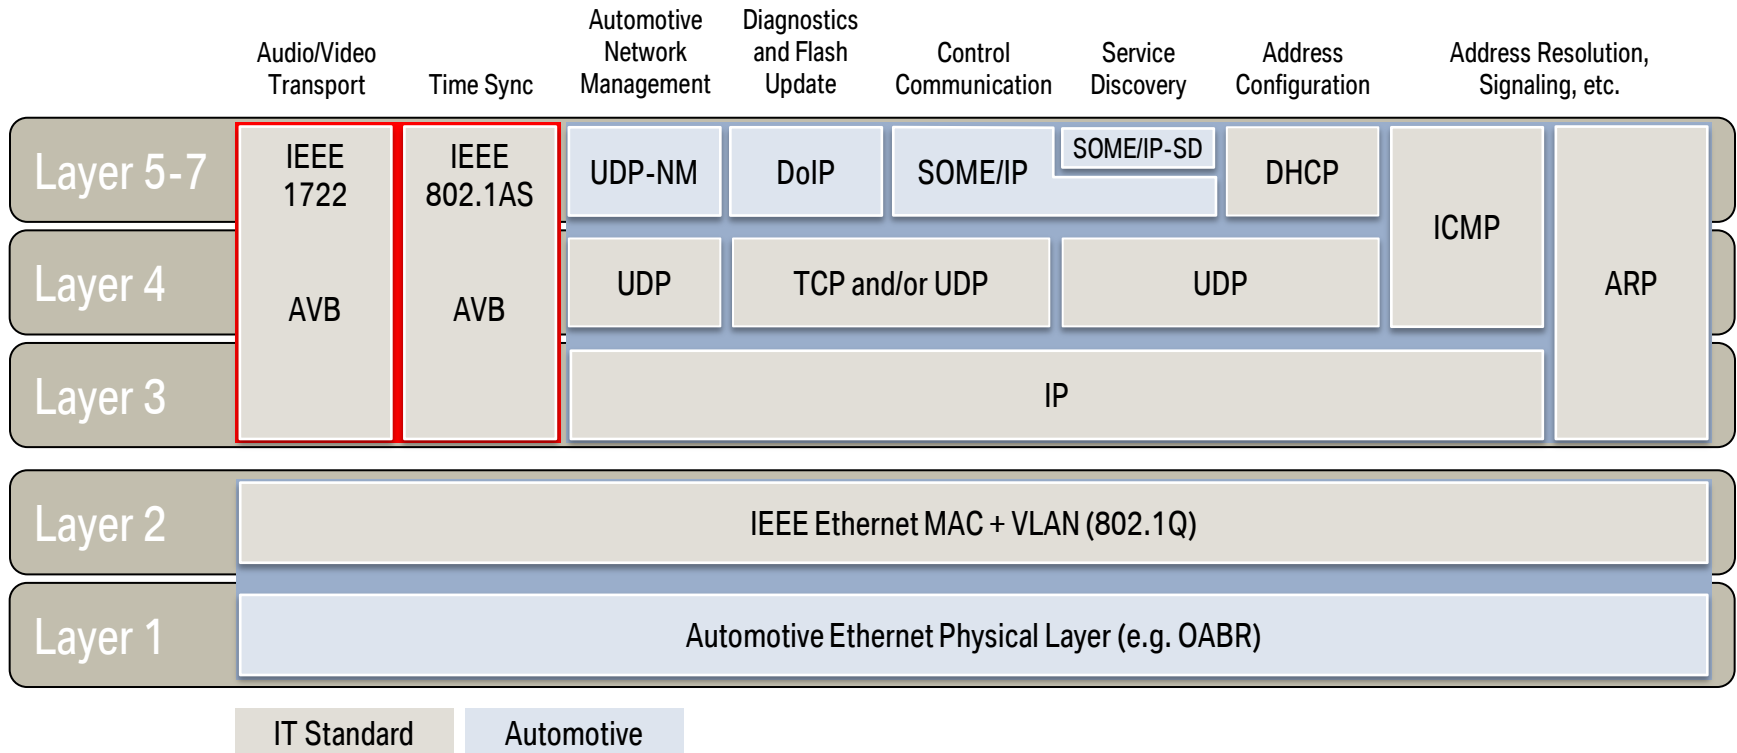 Audio/Video
Transport
Time Sync
Automotive
Network
Management
Diagnostics
and Flash
Update
Control
Communication
Service
Discovery
Address
Configuration
Address Resolution,
Signaling, etc.
Layer 5-7
IEEE
1722
IEEE
802.1AS
UDP-NM
DoIP
SOME/IP
SOME/IP-SD
DHCP
ICMP
ARP
Layer 4
AVB
AVB
UDP
TCP and/or UDP
UDP
Layer 3
IP
Layer 2
IEEE Ethernet MAC + VLAN (802.1Q)
Layer 1
Automotive Ethernet Physical Layer (e.g. OABR)
IT Standard
Automotive